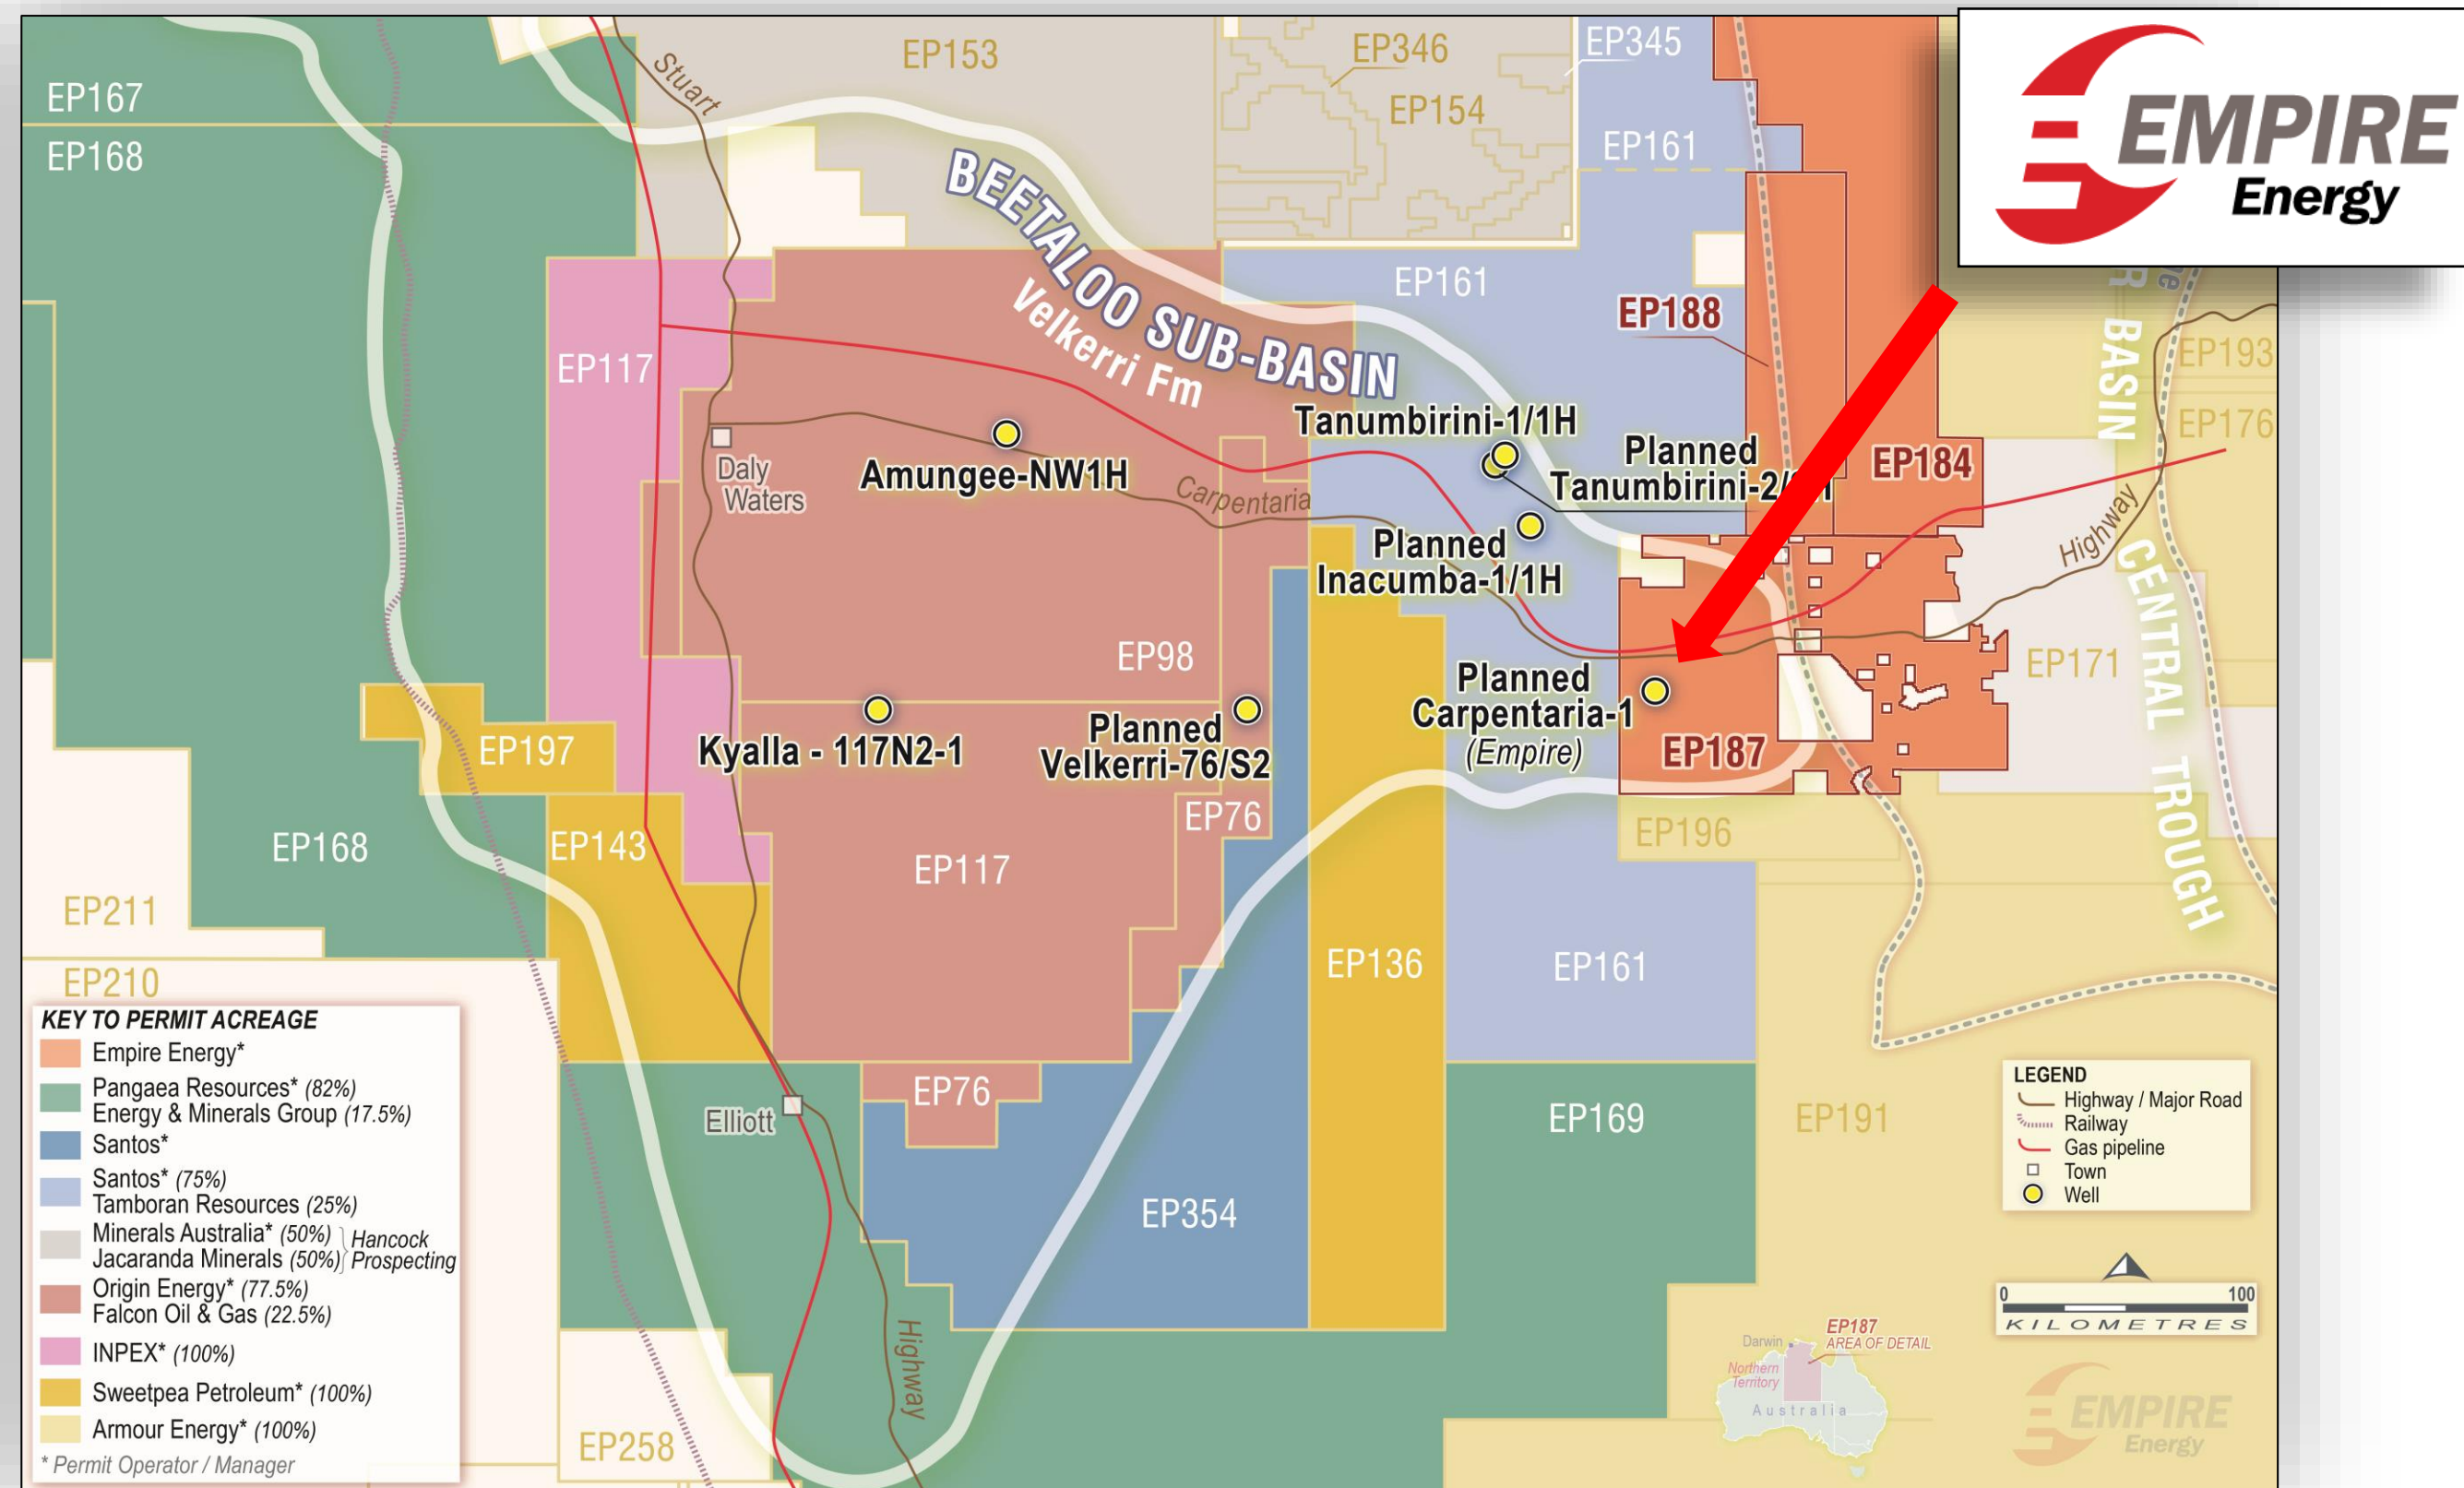 EP153
EP346
EP345
EMPIRE
Energy
EP167
Stuart
EP154
EP168
EP161
BEETALOO SUB-BASIN
Velkerri Fm
EP161
EP188
BASIN
EP193
EP117
EP176
Tanumbirini-1/1H
Planned
Tanumbirini-2/
EP184
Daly
Waters
Amungee-NW1H
Carpentaria
Highway
Planned
Inacumba-1/1H
CENTRAL TROUGH
EP98
EP171
Planned
Carpentaria-1
(Empire)
EP187
EP197
Kyalla - 117N2-1
Planned
Velkerri-76/S2
EP76
EP196
EP168
EP143
EP117
EP211
EP136
EP161
EP210
KEY TO PERMIT ACREAGE
Empire Energy*
Pangaea Resources* (82%)
Energy & Minerals Group (17.5%)
Santos*
Santos* (75%)
Tamboran Resources (25%)
Minerals Australia* (50%)
Jacaranda Minerals (50%)
Hancock
Prospecting
Origin Energy* (77.5%)
Falcon Oil & Gas (22.5%)
INPEX* (100%)
Sweetpea Petroleum* (100%)
Armour Energy* (100%)
* Permit Operator / Manager
Elliott
EP76
EP354
EP169
EP191
Highway
EP258
LEGEND
Highway / Major Road
Railway
Gas pipeline
Town
Well
0 100
KILOMETRES
EP187
AREA OF DETAIL
Darwin
Northern
Territory
Australia
EMPIRE
Energy